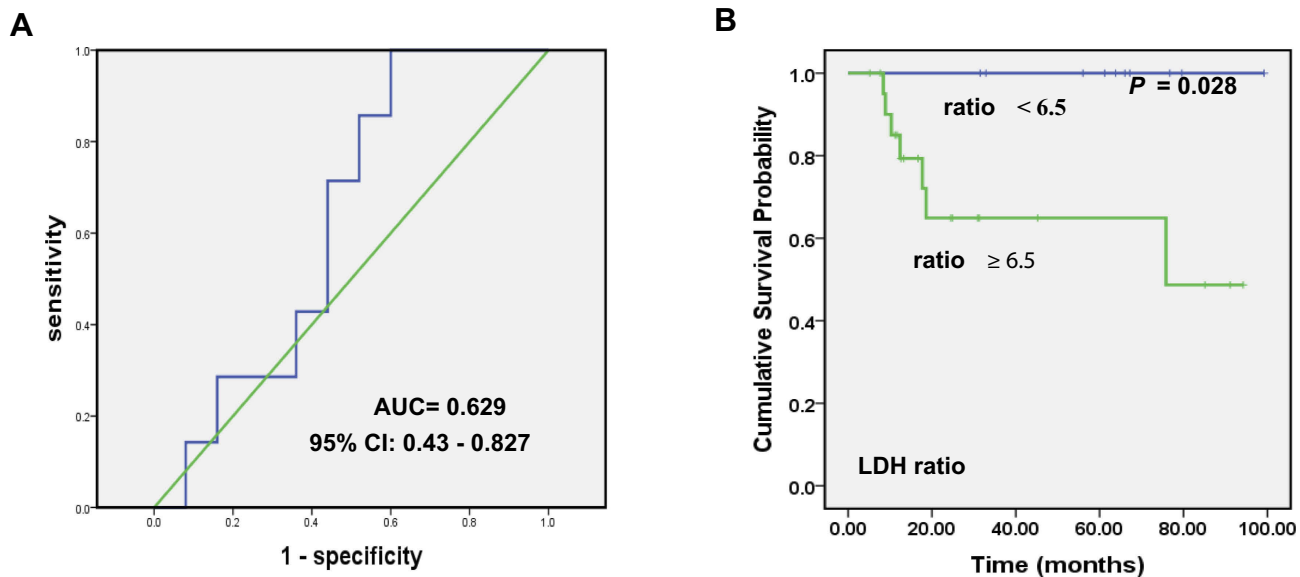 A
1.0
0.8
0.6
0.4
0.2
0.0
sensitivity
AUC= 0.629
95% CI: 0.43 - 0.827
0.0 0.2 0.4 0.6 0.8 1.0
1 - specificity
B
1.0
0.8
0.6
0.4
0.2
0.0
Cumulative Survival Probability
P = 0.028
ratio < 6.5
ratio ≥ 6.5
LDH ratio
0.00 20.00 40.00 60.00 80.00 100.00
Time (months)